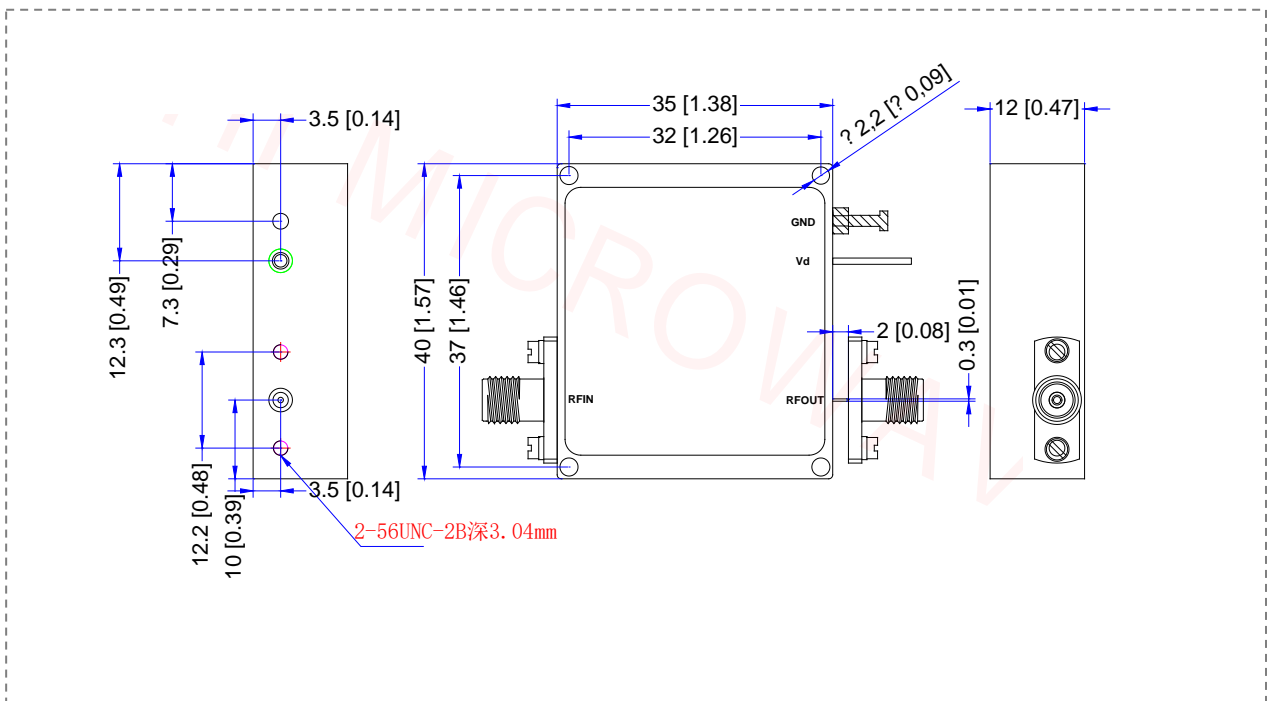 3.5 [0.14]
12.3 [0.49]
7.3 [0.29]
12.2 [0.48]
10 [0.39]
3.5 [0.14]
2-56UNC-2B深3.04mm
35 [1.38]
32 [1.26]
? 2,2 [? 0,09]
40 [1.57]
37 [1.46]
GND
Vd
RFIN
RFOUT
2 [0.08]
0.3 [0.01]
12 [0.47]
MICROWAV